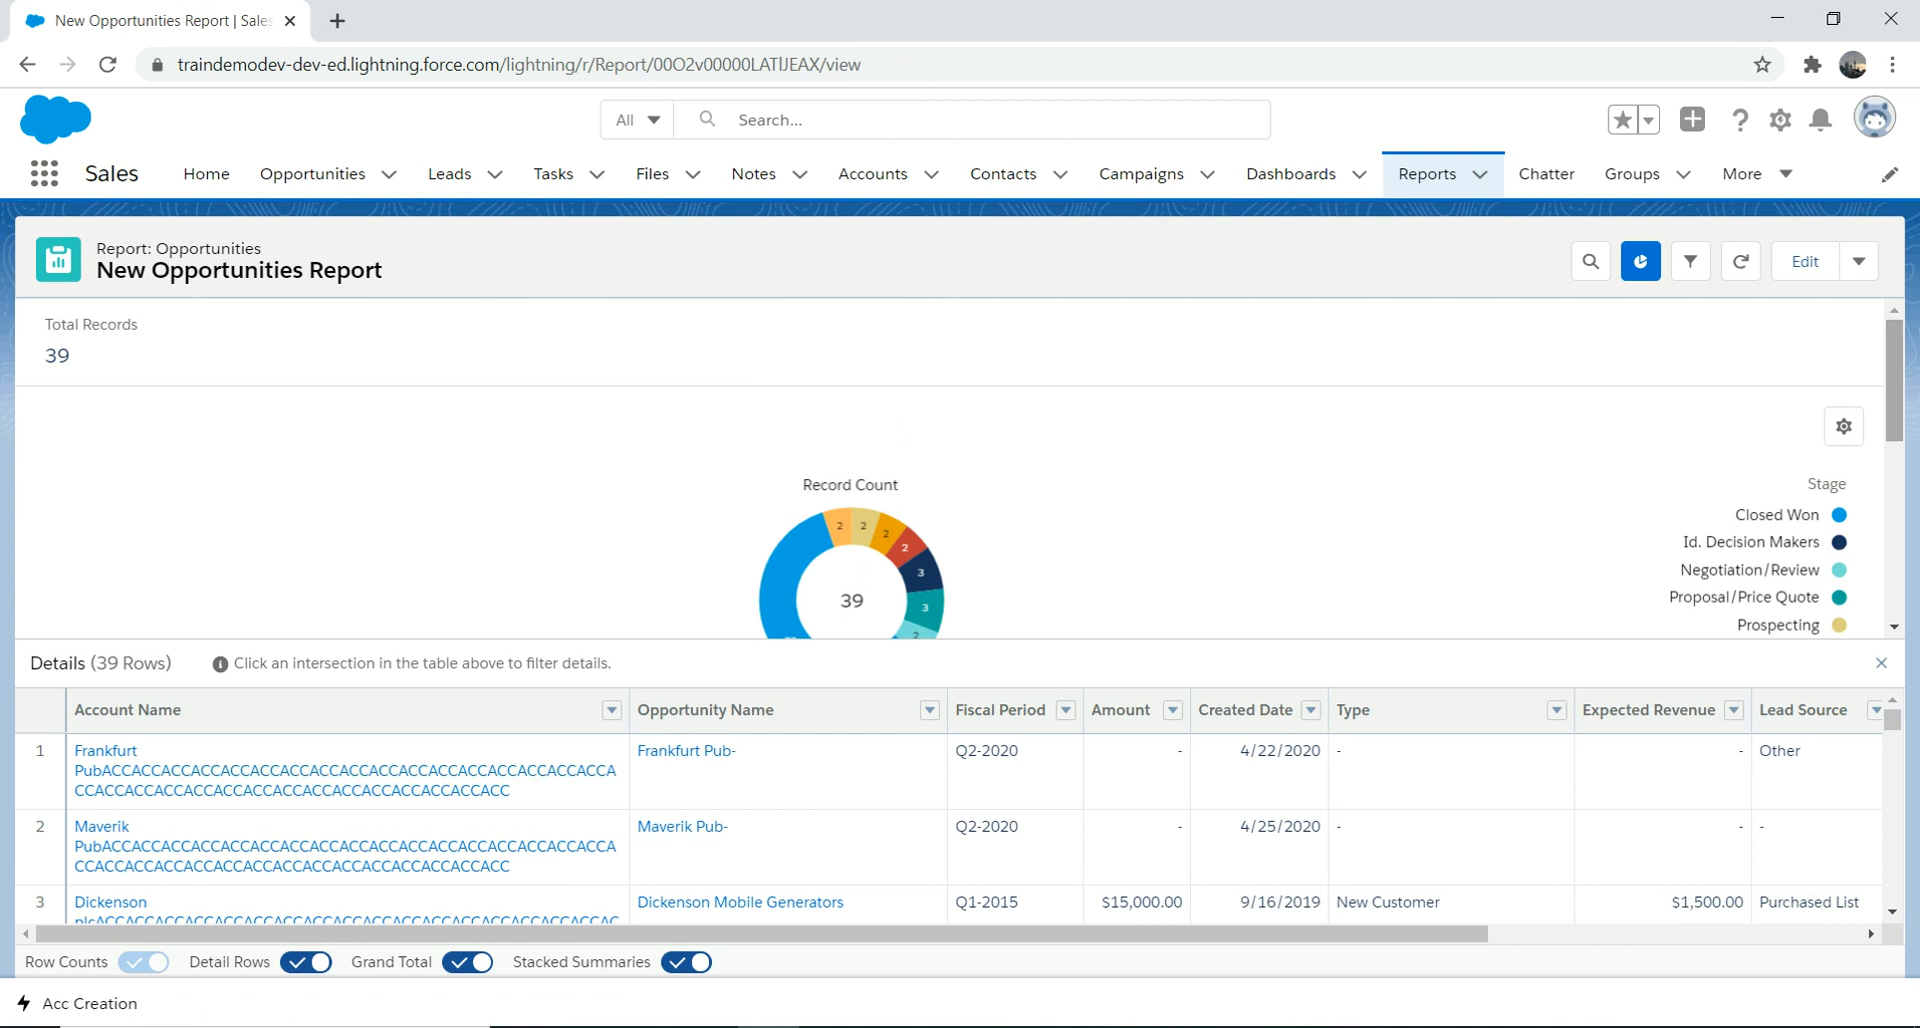 New Opportunities Report | Sales
traindemodev-dev-ed.lightning.force.com/lightning/r/Report/00O2v00000LATlJEAX/view
All
Search...
Sales
Home
Opportunities
Leads
Tasks
Files
Notes
Accounts
Contacts
Campaigns
Dashboards
Reports
Chatter
Groups
More
Report: Opportunities
New Opportunities Report
Edit
Total Records
39
Record Count
2
2
2
2
3
3
2
39
Stage
Closed Won
Id. Decision Makers
Negotiation/Review
Proposal/Price Quote
Prospecting
Details (39 Rows)
Click an intersection in the table above to filter details.
Account Name Opportunity Name Fiscal Period Amount Created Date Type Expected Revenue Lead Source
1 Frankfurt Frankfurt Pub- Q2-2020 - 4/22/2020 - - Other
PubACCACCACCACCACCACCACCACCACCACCACCACCACCACCACCACCACCA
CCACCACCACCACCACCACCACCACCACCACCACCACCACCACC
2 Maverik Maverik Pub- Q2-2020 - 4/25/2020 - - -
PubACCACCACCACCACCACCACCACCACCACCACCACCACCACCACCACCACCA
CCACCACCACCACCACCACCACCACCACCACCACCACCACCACC
3 Dickenson Dickenson Mobile Generators Q1-2015 $15,000.00 9/16/2019 New Customer $1,500.00 Purchased List
Row Counts
Detail Rows
Grand Total
Stacked Summaries
Acc Creation